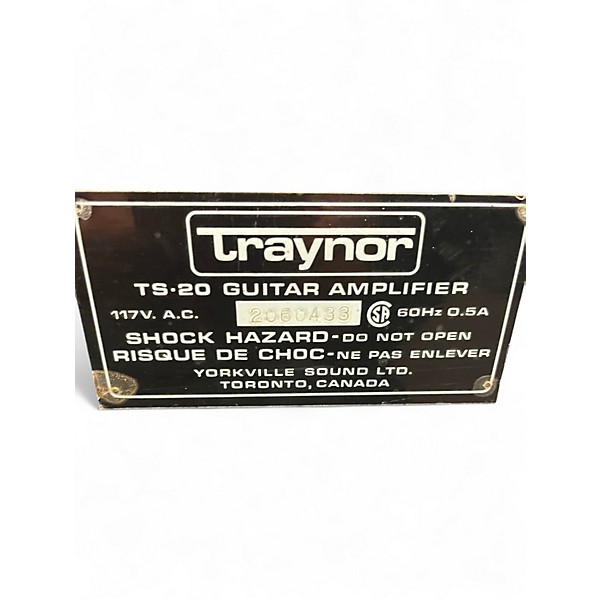 Traynor
TS·20 GUITAR AMPLIFIER
117V. A.C. 2060433 SA 60Hz 0.5A
SHOCK HAZARD-DO NOT OPEN
RISQUE DE CHOC-NE PAS ENLEVER
YORKVILLE SOUND LTD.
TORONTO, CANADA